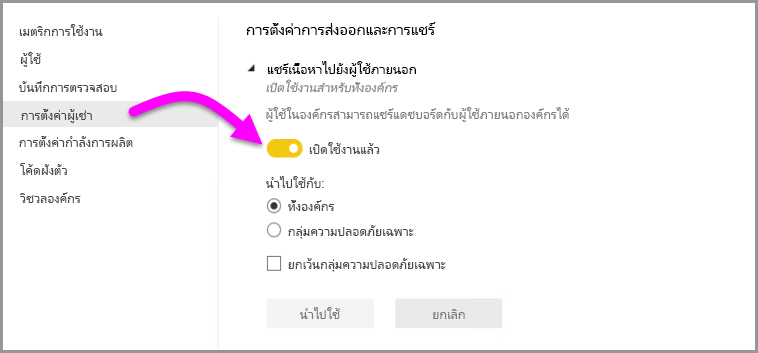 เมตริกการใช้งาน
ผู้ใช้
บันทึกการตรวจสอบ
การตั้งค่าผู้เช่า
การตั้งค่ากำลังการผลิต
โค้ดฝังตัว
วิชวลองค์กร
การตั้งค่าการส่งออกและการแชร์
แชร์เนื้อหาไปยังผู้ใช้ภายนอก
เปิดใช้งานสำหรับทั้งองค์กร
ผู้ใช้ในองค์กรสามารถแชร์แดชบอร์ดกับผู้ใช้ภายนอกองค์กรได้
เปิดใช้งานแล้ว
นำไปใช้กับ:
ทั้งองค์กร
กลุ่มความปลอดภัยเฉพาะ
ยกเว้นกลุ่มความปลอดภัยเฉพาะ
นำไปใช้
ยกเลิก